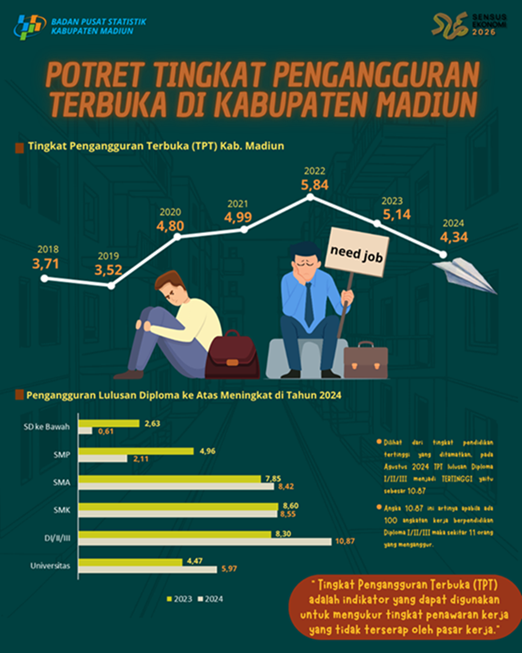 BADAN PUSAT STATISTIK
KABUPATEN MADIUN
SENSUS
EKONOMI
2026
POTRET TINGKAT PENGANGGURAN
TERBUKA DI KABUPATEN MADIUN
Tingkat Pengangguran Terbuka (TPT) Kab. Madiun
2018
3,71
2019
3,52
2020
4,80
2021
4,99
2022
5,84
2023
5,14
2024
4,34
need job
Pengangguran Lulusan Diploma ke Atas Meningkat di Tahun 2024
SD ke Bawah
2,63
0,61
SMP
4,96
2,11
SMA
7,85
8,42
SMK
8,60
8,55
DI/II/III
8,30
10,87
Universitas
4,47
5,97
2023 2024
Dilihat dari tingkat pendidikan
tertinggi yang ditamatkan, pada
Agustus 2024 TPT lulusan Diploma
I/II/III menjadi TERTINGGI yaitu
sebesar 10.87
Angka 10.87 ini artinya apabila ada
100 angkatan kerja berpendidikan
Diploma I/II/III maka sekitar 11 orang
yang menganggur.
" Tingkat Pengangguran Terbuka (TPT)
adalah indikator yang dapat digunakan
untuk mengukur tingkat penawaran kerja
yang tidak terserap oleh pasar kerja."